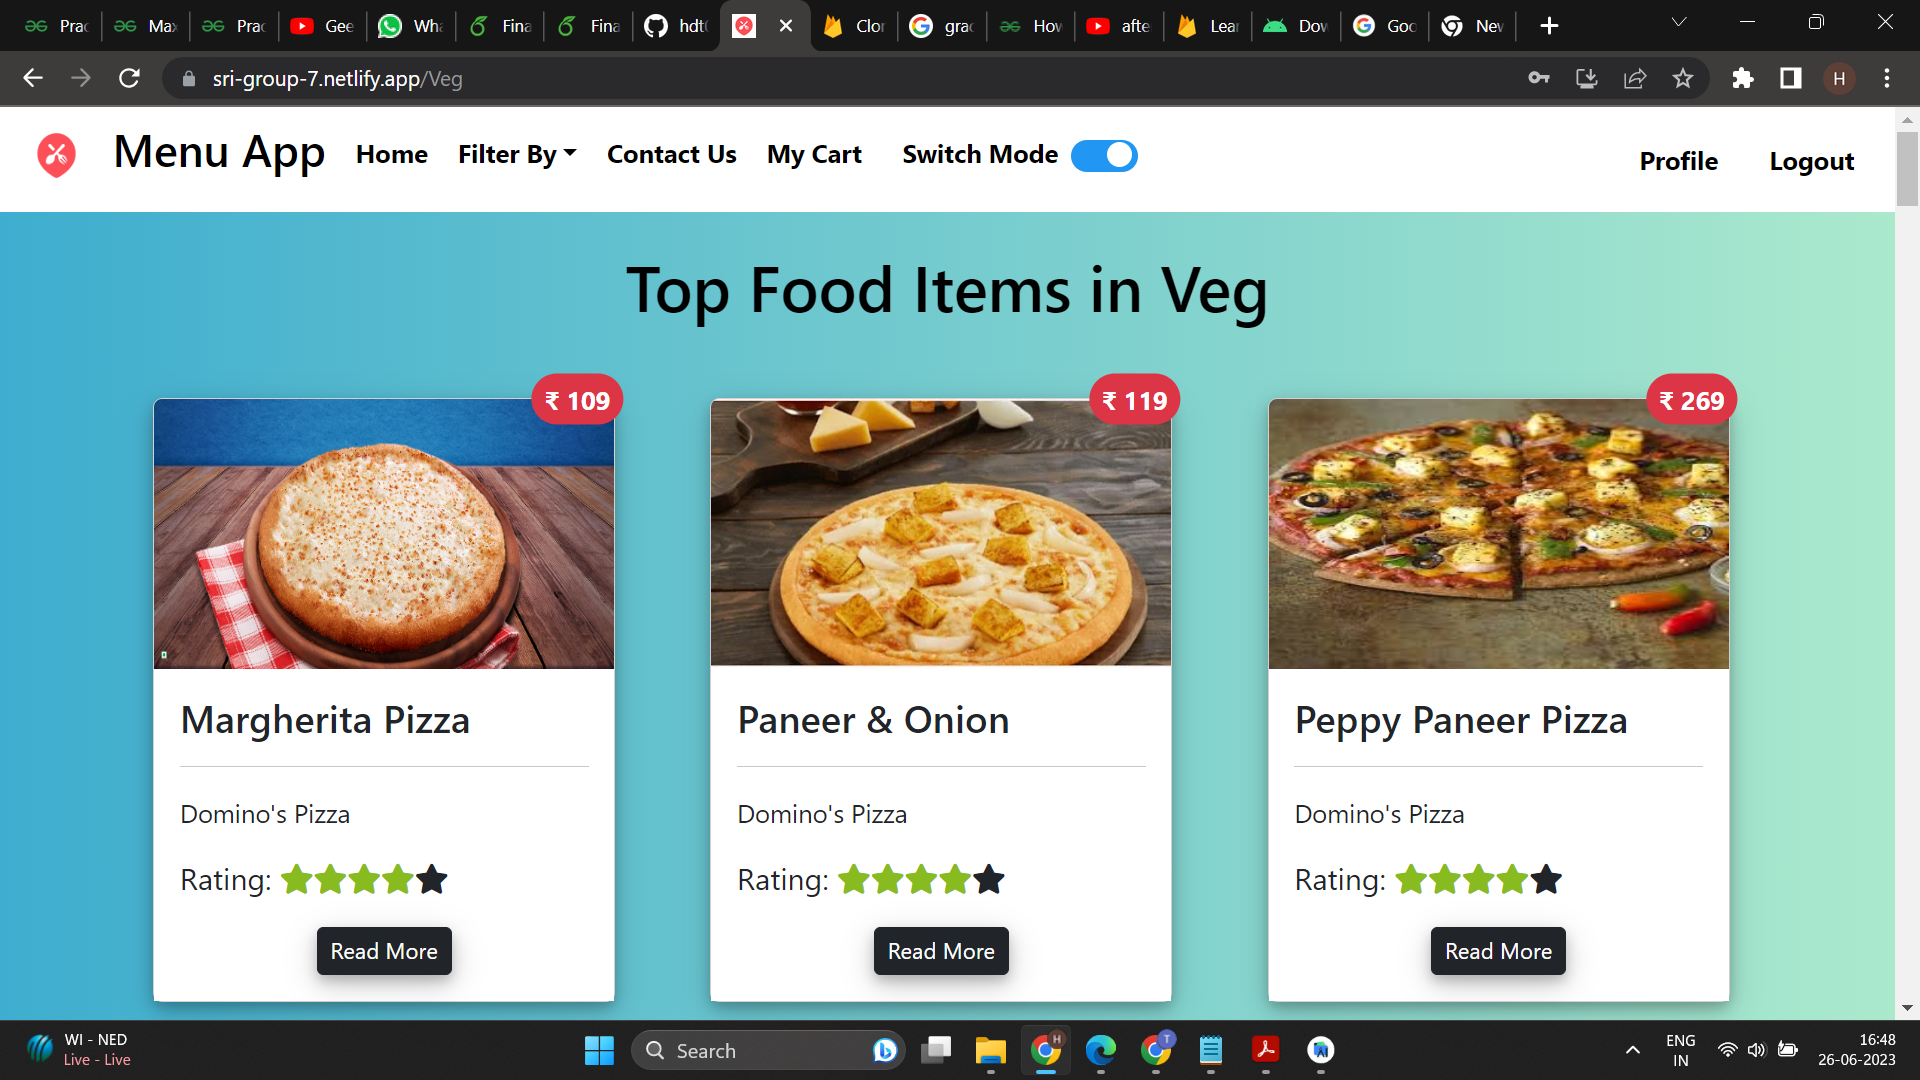 Prac
Max
Prac
Gee
Wha
Fina
Fina
hdt
Clor
grac
How
afte
Lear
Dow
Goo
New
sri-group-7.netlify.app/Veg
H
Menu App
Home
Filter By
Contact Us
My Cart
Switch Mode
Profile
Logout
Top Food Items in Veg
₹ 109
₹ 119
₹ 269
Margherita Pizza
Paneer & Onion
Peppy Paneer Pizza
Domino's Pizza
Domino's Pizza
Domino's Pizza
Rating:
Rating:
Rating:
Read More
Read More
Read More
WI - NED
Live - Live
Search
H
T
ENG
IN
16:48
26-06-2023